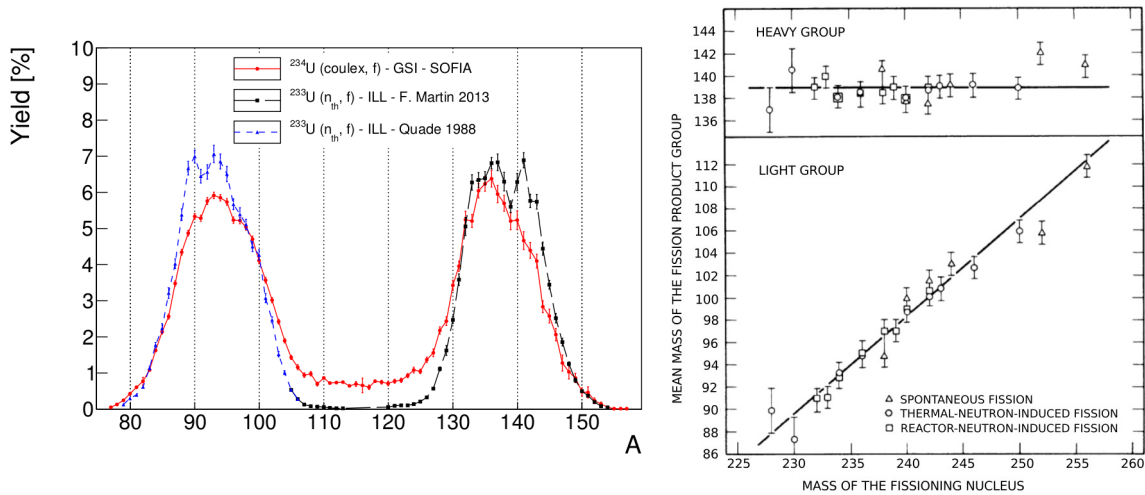 Yield [%]
10
9
8
7
6
5
4
3
2
1
0
²³⁴U (coulex, f) - GSI - SOFIA
²³³U (nth, f) - ILL - F. Martin 2013
²³³U (nth, f) - ILL - Quade 1988
80 90 100 110 120 130 140 150
A
MEAN MASS OF THE FISSION PRODUCT GROUP
144
142
140
139
138
136
HEAVY GROUP
112
110
108
106
104
102
100
98
96
94
92
90
88
86
LIGHT GROUP
SPONTANEOUS FISSION
THERMAL-NEUTRON-INDUCED FISSION
REACTOR-NEUTRON-INDUCED FISSION
225 230 235 240 245 250 255 260 261
MASS OF THE FISSIONING NUCLEUS